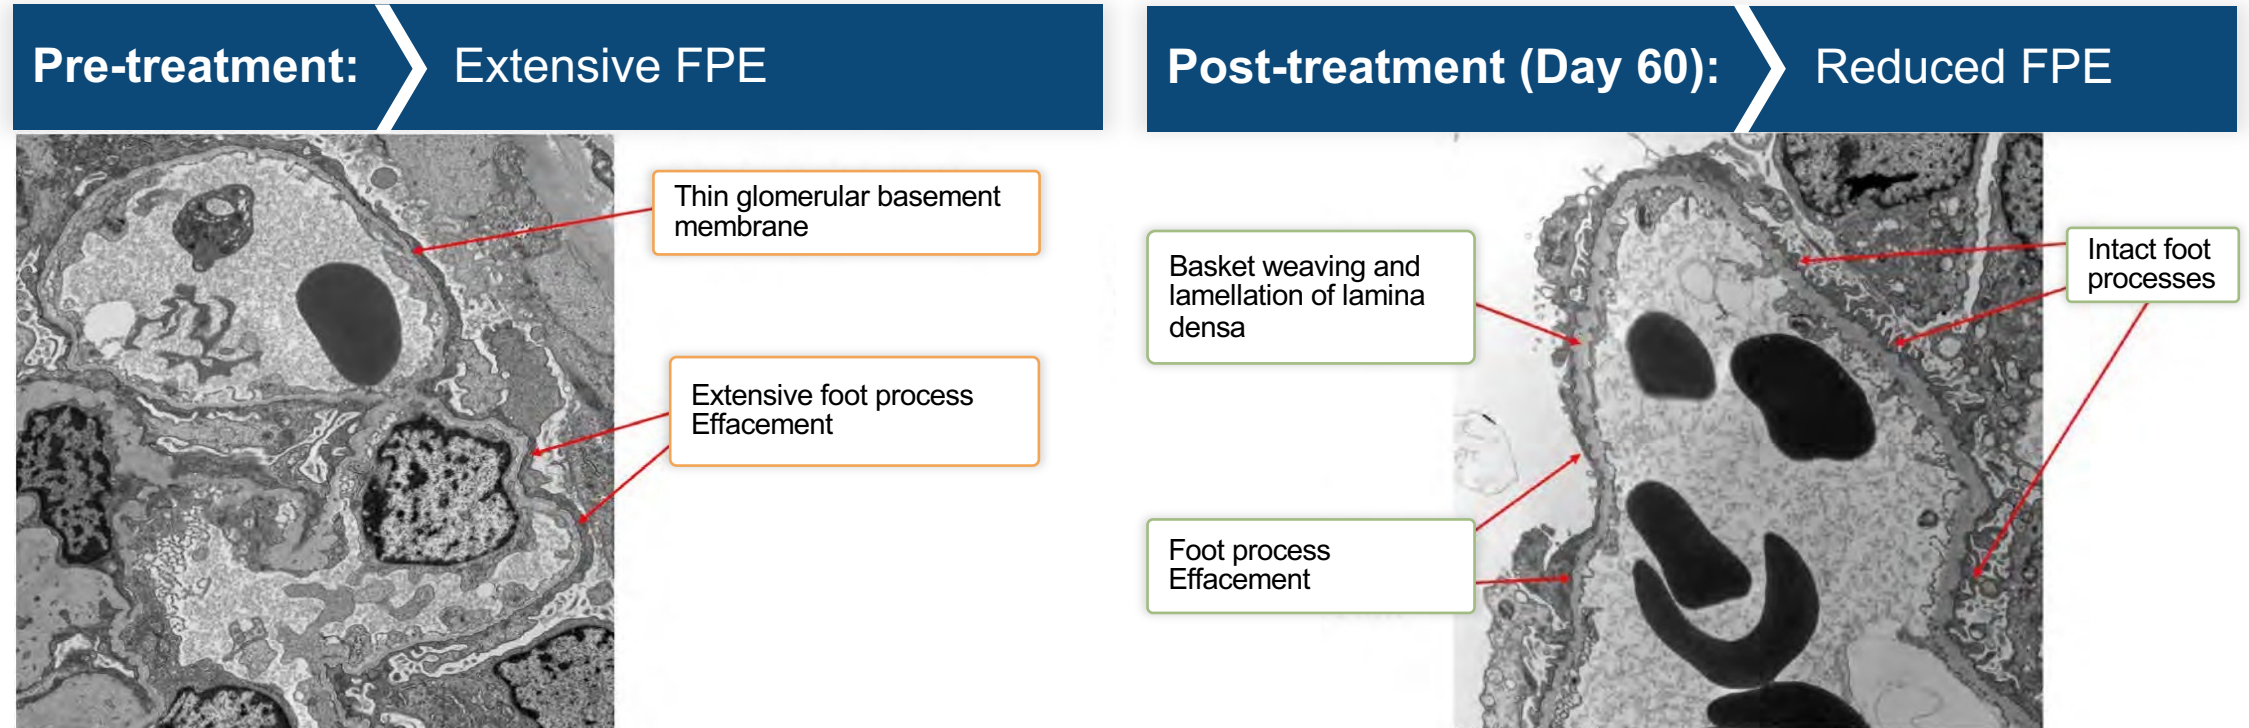 Pre-treatment: Extensive FPE
Thin glomerular basement
membrane
Extensive foot process
Effacement
Post-treatment (Day 60): Reduced FPE
Basket weaving and
lamellation of lamina
densa
Foot process
Effacement
Intact foot
processes